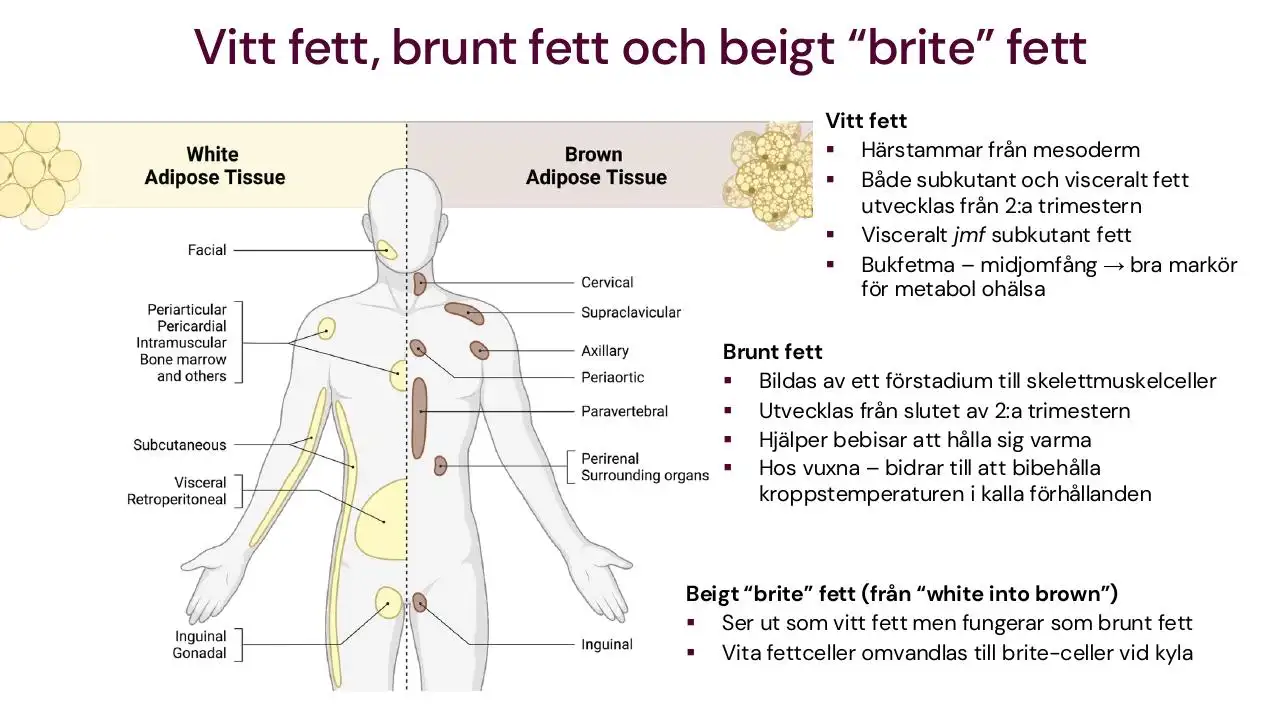 Vitt fett, brunt fett och beigt “brite” fett
White
Adipose Tissue
Brown
Adipose Tissue
Facial
Periarticular
Pericardial
Intramuscular
Bone marrow
and others
Subcutaneous
Visceral
Retroperitoneal
Inguinal
Gonadal
Cervical
Supraclavicular
Axillary
Periaortic
Paravertebral
Perirenal
Surrounding organs
Inguinal
Vitt fett
▪ Härstammar från mesoderm
▪ Både subkutant och visceralt fett
utvecklas från 2:a trimestern
▪ Visceralt jmf subkutant fett
▪ Bukfetma – midjomfång → bra markör
för metabol ohälsa
Brunt fett
▪ Bildas av ett förstadium till skelettmuskelceller
▪ Utvecklas från slutet av 2:a trimestern
▪ Hjälper bebisar att hålla sig varma
▪ Hos vuxna – bidrar till att bibehålla
kroppstemperaturen i kalla förhållanden
Beigt “brite” fett (från “white into brown”)
▪ Ser ut som vitt fett men fungerar som brunt fett
▪ Vita fettceller omvandlas till brite-celler vid kyla